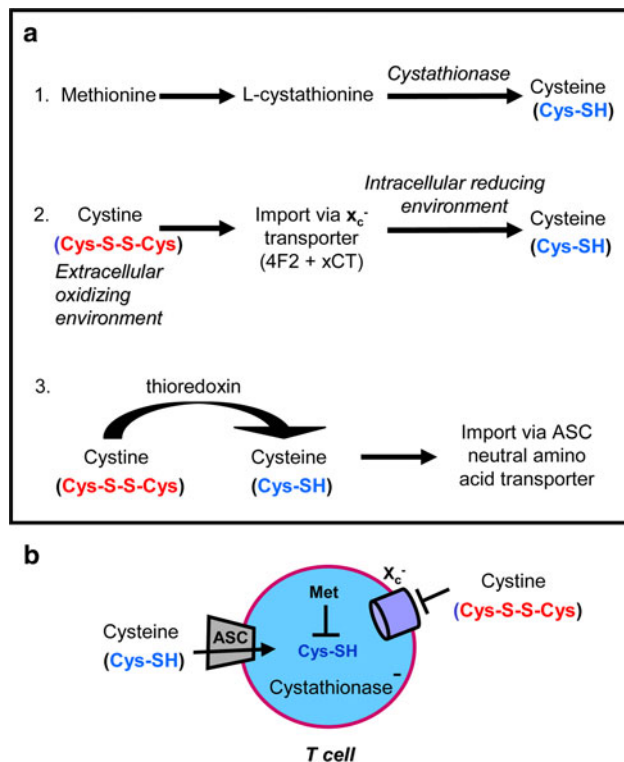 a
Cystathionase
1. Methionine L-cystathionine Cysteine
(Cys-SH)
Intracellular reducing
environment
2. Cystine Import via xc- Cysteine
(Cys-S-S-Cys) transporter (Cys-SH)
(4F2 + xCT)
Extracellular
oxidizing
environment
3. thioredoxin
Cystine Cysteine Import via ASC
(Cys-S-S-Cys) (Cys-SH) neutral amino
acid transporter
b
Xc-
Cystine
(Cys-S-S-Cys)
Met
Cysteine ASC
(Cys-SH) Cys-SH
Cystathionase-
T cell